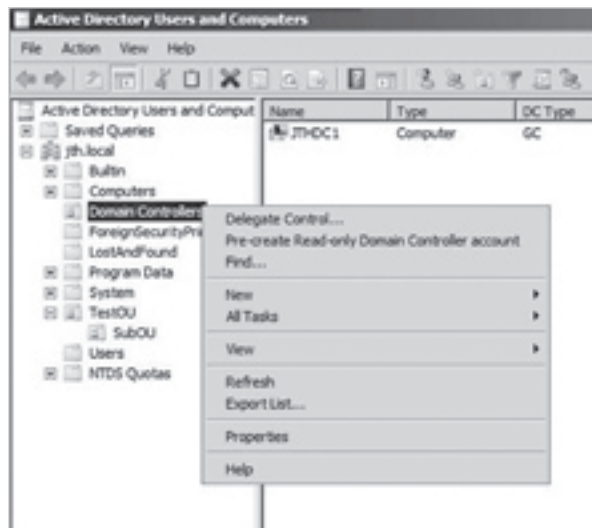 Active Directory Users and Computers
File Action View Help
Active Directory Users and Comput
Name Type DC Type
Saved Queries
JTHDC1 Computer GC
jth.local
Builtin
Computers
Domain Controllers
ForeignSecurityPri
LostAndFound
Program Data
System
TestOU
SubOU
Users
NTDS Quotas
Delegate Control...
Pre-create Read-only Domain Controller account
Find...
New
All Tasks
View
Refresh
Export List...
Properties
Help